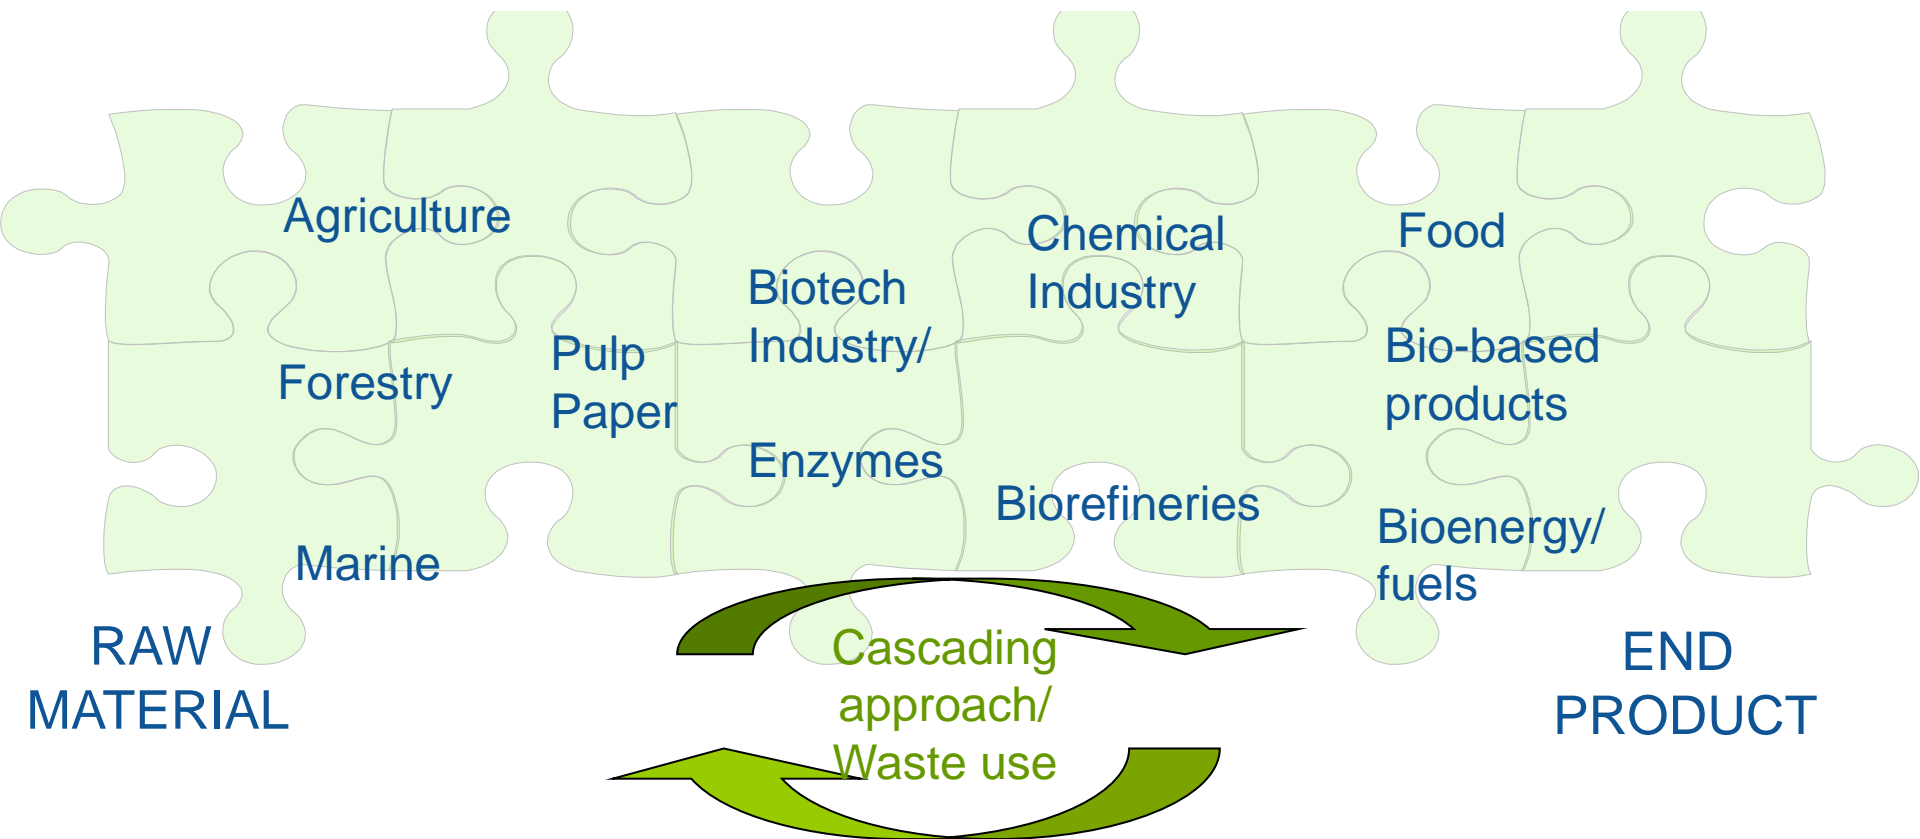 Agriculture
Forestry
Marine
Pulp
Paper
Biotech
Industry/
Enzymes
Chemical
Industry
Biorefineries
Food
Bio-based
products
Bioenergy/
fuels
RAW
MATERIAL
Cascading
approach/
Waste use
END
PRODUCT